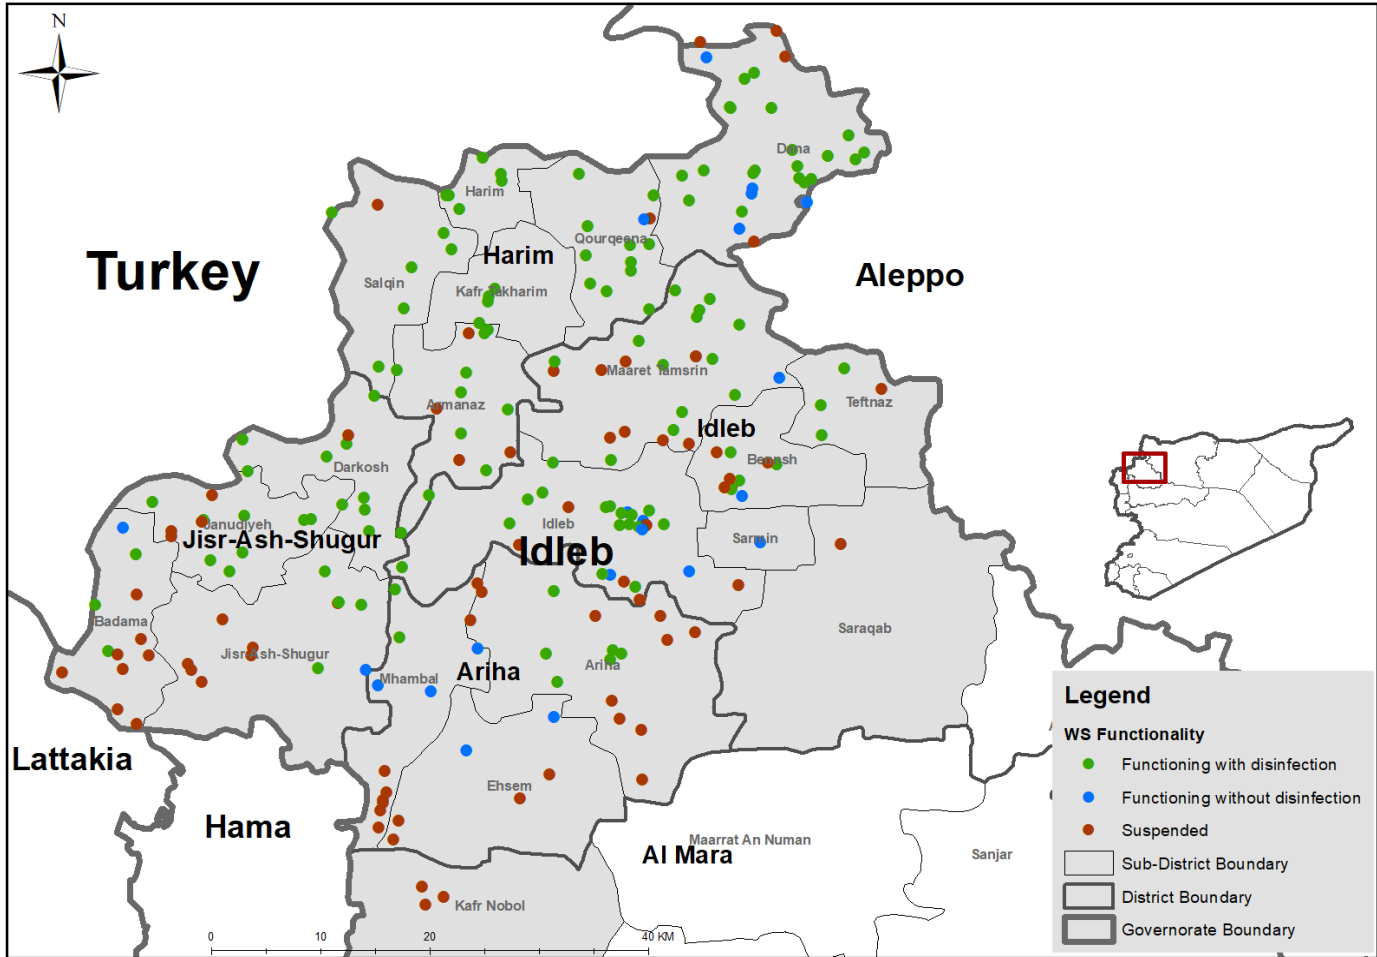 N
Dana
Harim
Qourqeena
Harim
Turkey
Aleppo
Salqin
Kafr Takharim
Maaret Tamsrin
Teftnaz
Armanaz
Idleb
Bennsh
Darkosh
Janudiyeh
Idleb
Jisr-Ash-Shugur
Idleb
Sarmin
Badama
Saraqab
Jisr-Ash-Shugur
Ariha
Ariha
Mhambal
Lattakia
Ehsem
Hama
Maarrat An Numan
Al Mara
Sanjar
Kafr Nobol
0 10 20 40 KM
Legend
WS Functionality
Functioning with disinfection
Functioning without disinfection
Suspended
Sub-District Boundary
District Boundary
Governorate Boundary